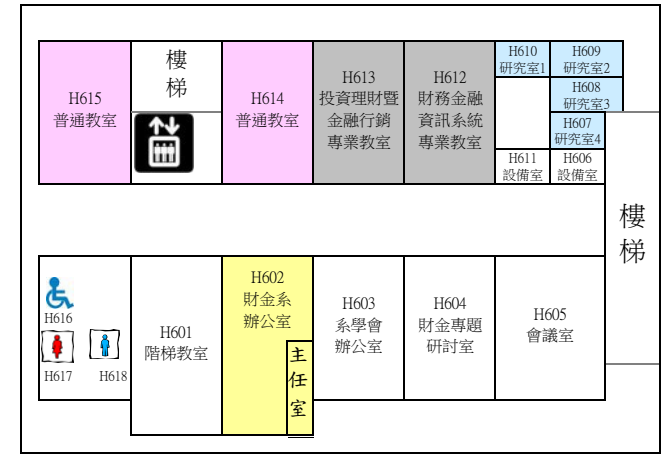 H615
普通教室
樓
梯
H614
普通教室
H613
投資理財暨
金融行銷
專業教室
H612
財務金融
資訊系統
專業教室
H610
研究室1
H609
研究室2
H608
研究室3
H607
研究室4
H611
設備室
H606
設備室
樓
梯
H616
H617
H618
H601
階梯教室
H602
財金系
辦公室
主
任
室
H603
系學會
辦公室
H604
財金專題
研討室
H605
會議室